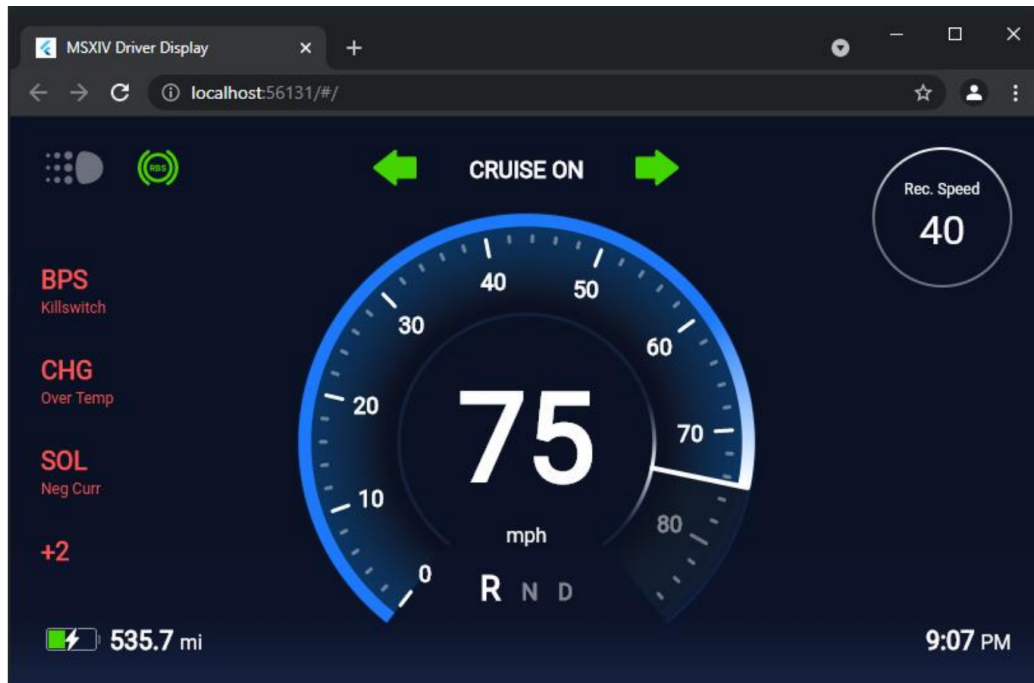 MSXIV Driver Display
localhost:56131/#/
RBS
CRUISE ON
Rec. Speed
40
BPS
Killswitch
CHG
Over Temp
SOL
Neg Curr
+2
0
10
20
30
40
50
60
70
80
75
mph
R N D
535.7 mi
9:07 PM